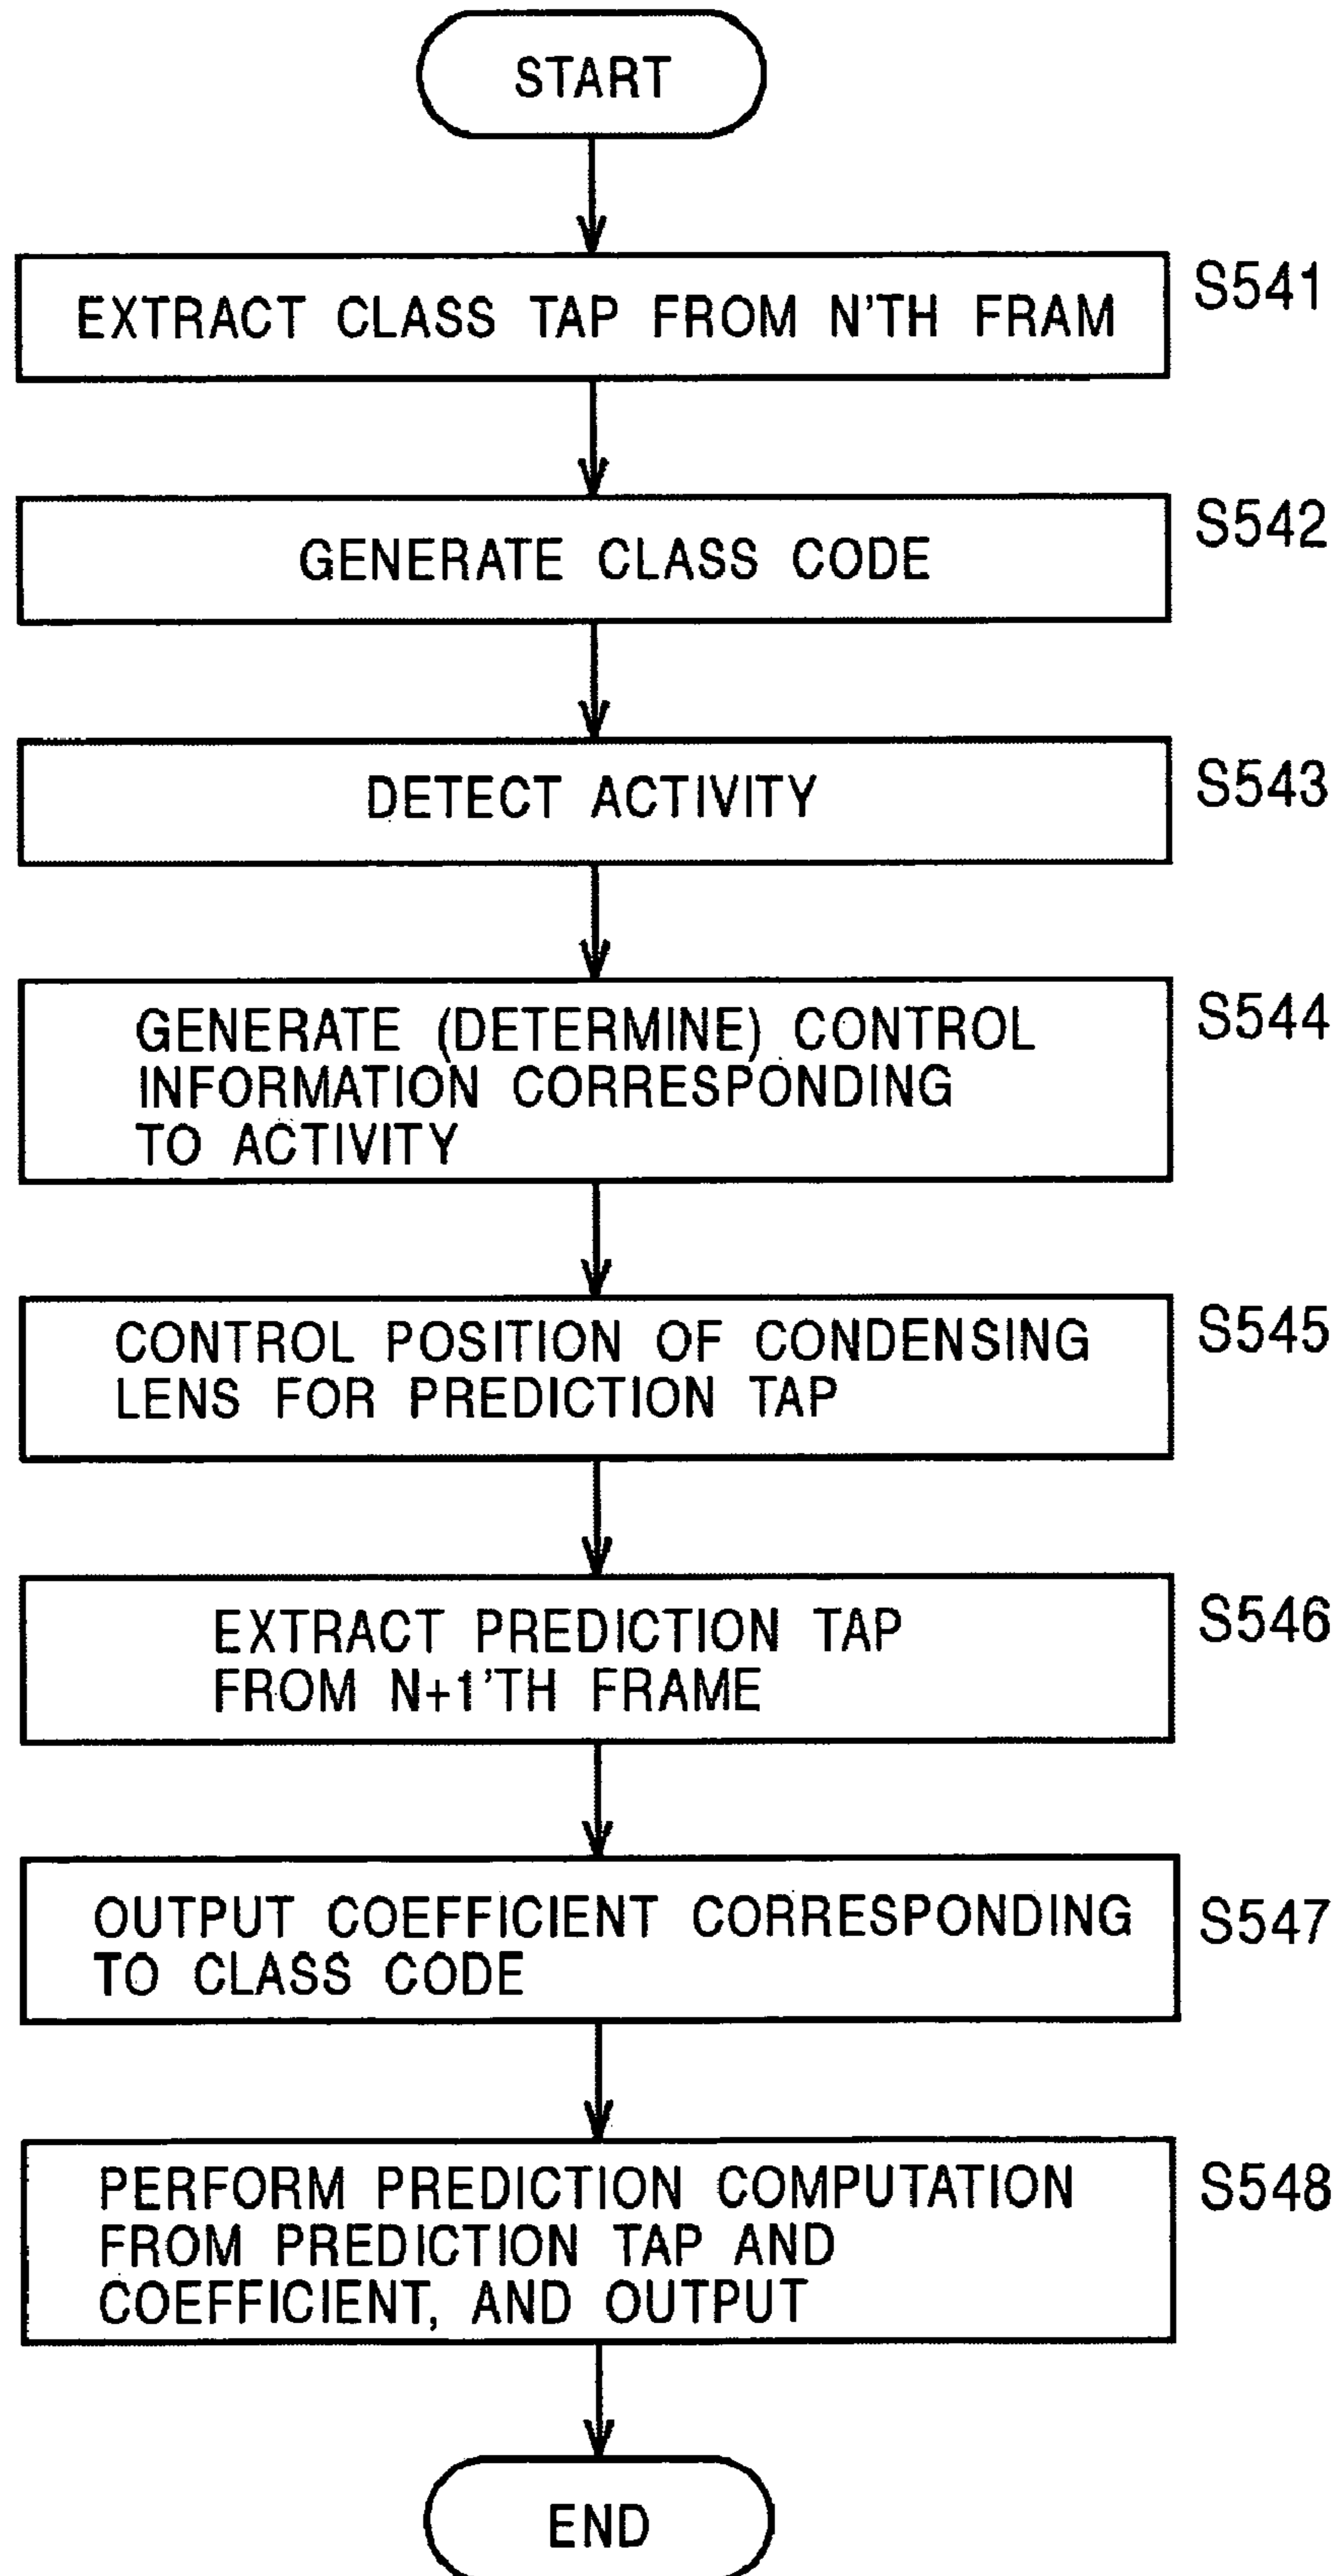 START
EXTRACT CLASS TAP FROM N'TH FRAM
S541
GENERATE CLASS CODE
S542
DETECT ACTIVITY
S543
GENERATE (DETERMINE) CONTROL
INFORMATION CORRESPONDING
TO ACTIVITY
S544
CONTROL POSITION OF CONDENSING
LENS FOR PREDICTION TAP
S545
EXTRACT PREDICTION TAP
FROM N+1'TH FRAME
S546
OUTPUT COEFFICIENT CORRESPONDING
TO CLASS CODE
S547
PERFORM PREDICTION COMPUTATION
FROM PREDICTION TAP AND
COEFFICIENT, AND OUTPUT
S548
END